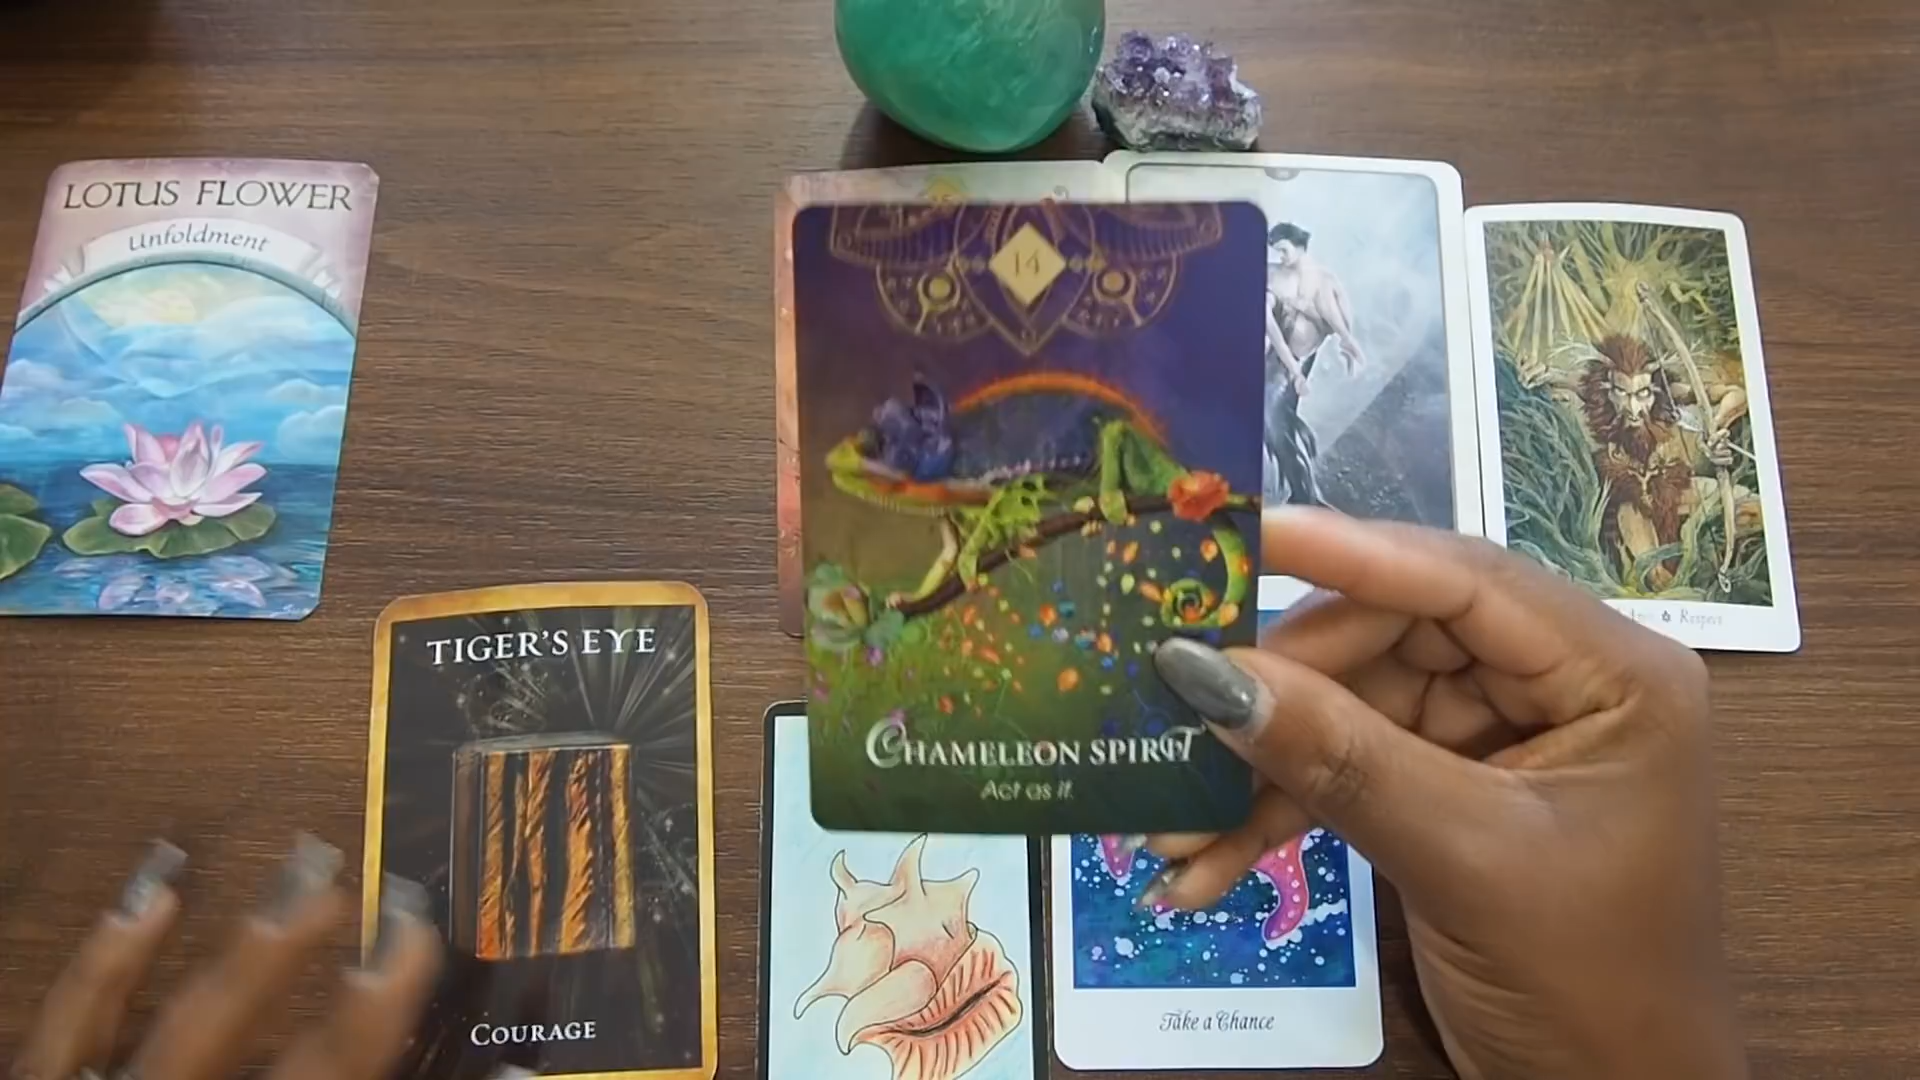 LOTUS FLOWER
Unfoldment
14
CHAMELEON SPIRIT
Act as if.
TIGER'S EYE
COURAGE
Take a Chance
Respect